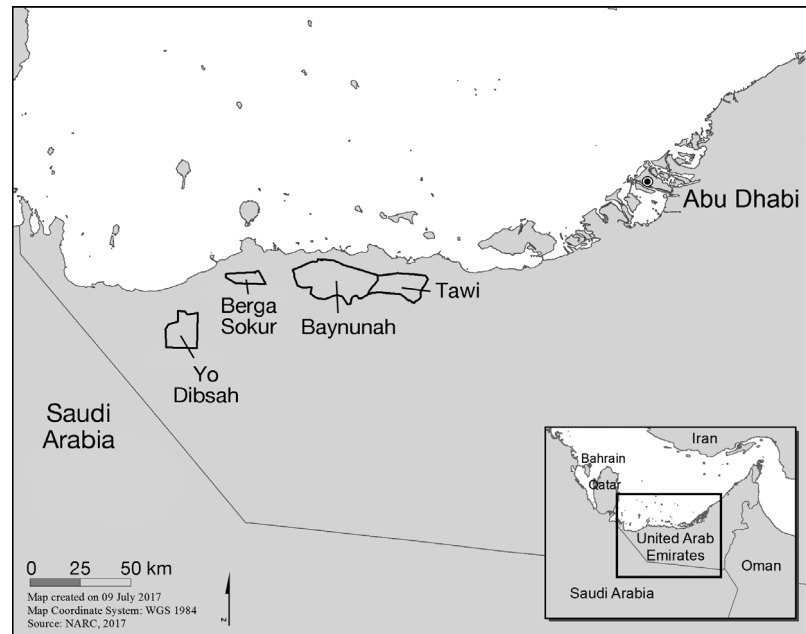 Abu Dhabi
Berga
Sokur
Baynunah
Tawi
Yo
Dibsah
Saudi
Arabia
0 25 50 km
Map created on 09 July 2017
Map Coordinate System: WGS 1984
Source: NARC, 2017
z
Iran
Bahrain
Qatar
United Arab
Emirates
Oman
Saudi Arabia